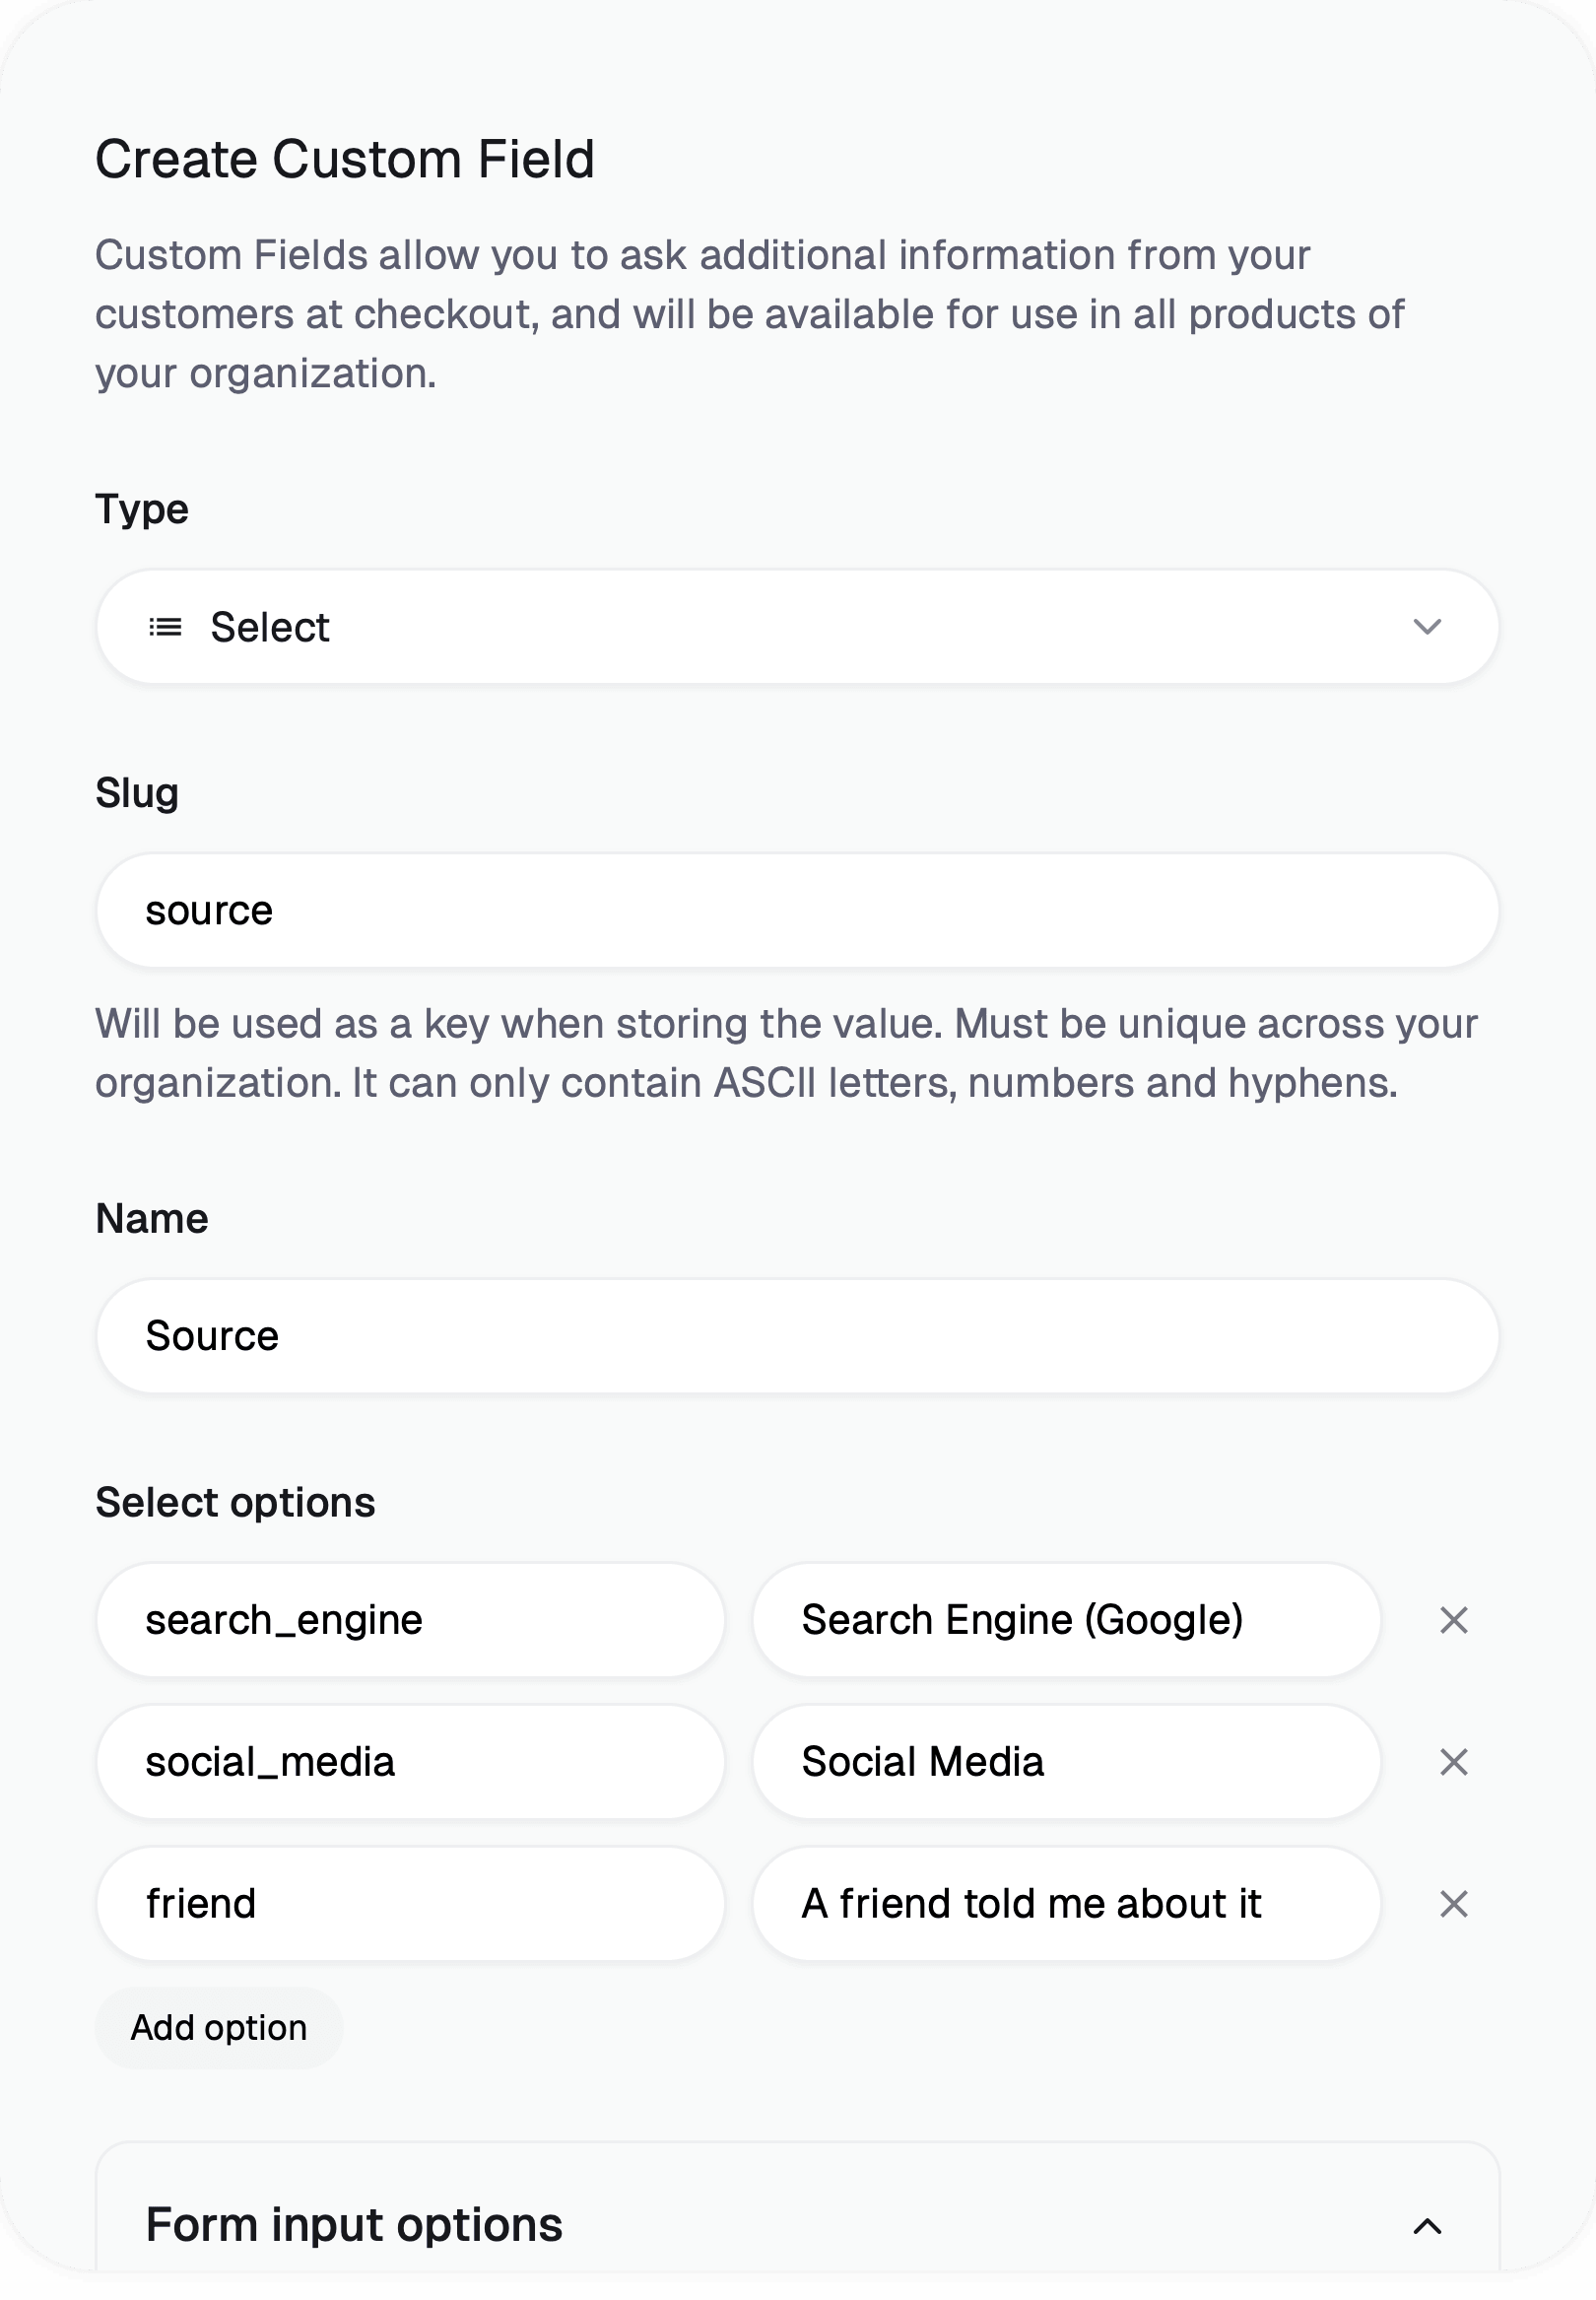 Create Custom Field
Custom Fields allow you to ask additional information from your
customers at checkout, and will be available for use in all products of
your organization.
Type
Select
Slug
source
Will be used as a key when storing the value. Must be unique across your
organization. It can only contain ASCII letters, numbers and hyphens.
Name
Source
Select options
search_engine Search Engine (Google)
social_media Social Media
friend A friend told me about it
Add option
Form input options